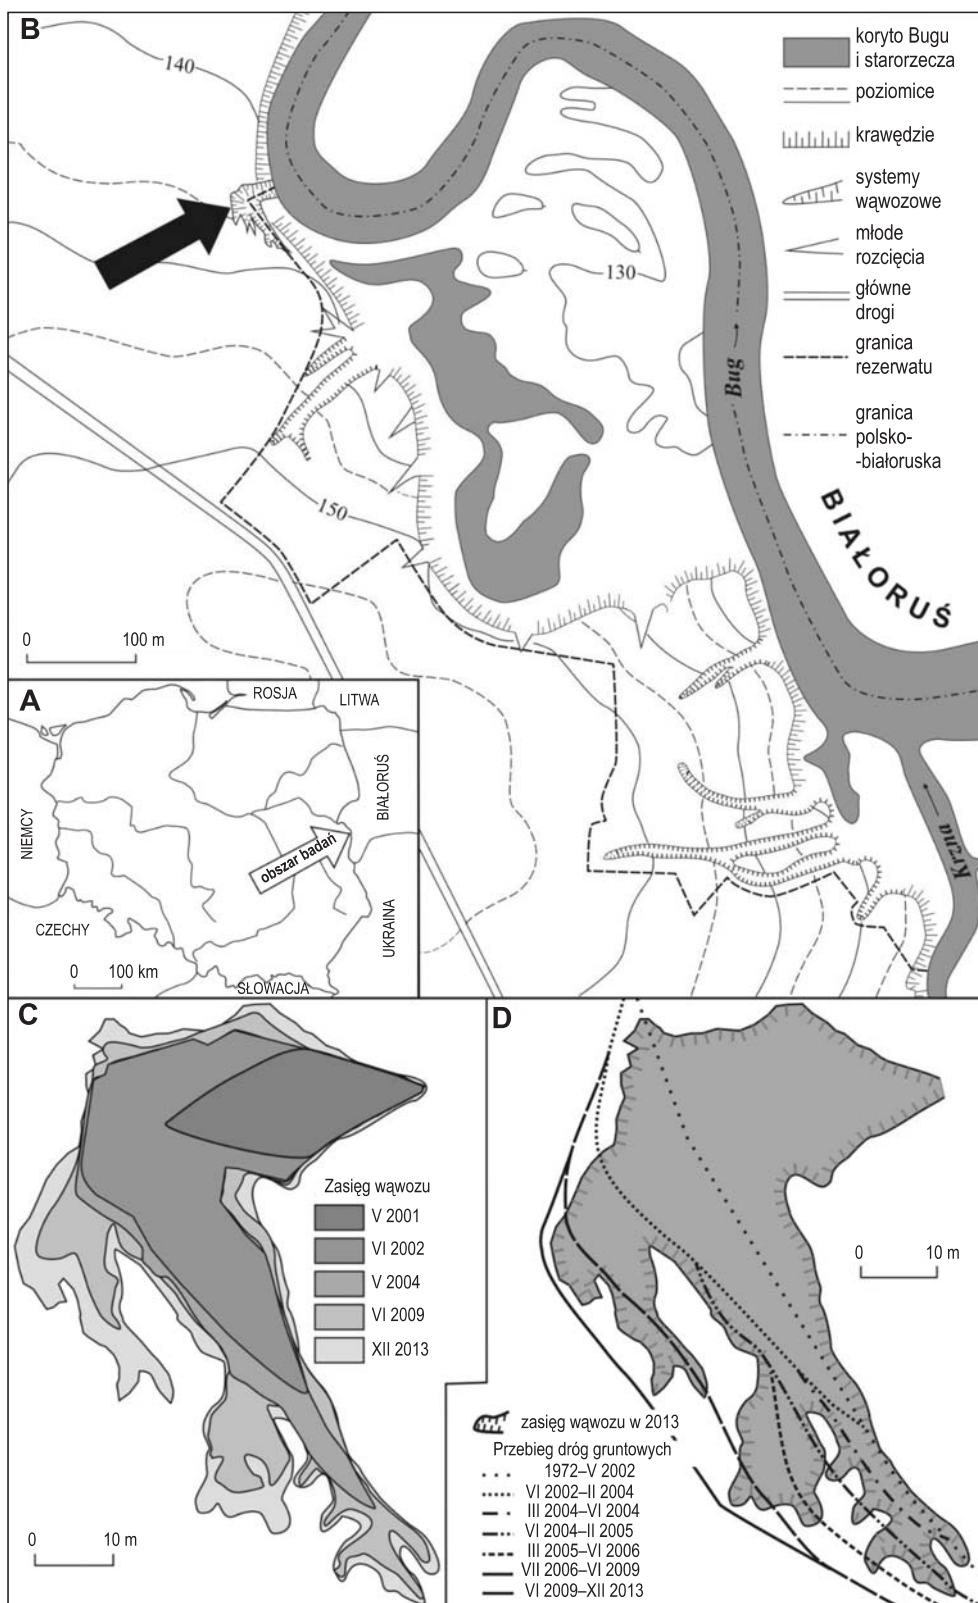 B
140
130
150
Bug
Krzna
BIAŁORUŚ
koryto Bugu
i starorzecza
poziomice
krawędzie
systemy
wąwozowe
młode
rozcięcia
główne
drogi
granica
rezerwatu
granica
polsko-
-białoruska
0 100 m
A
ROSJA
LITWA
NIEMCY
BIAŁORUŚ
obszar badań
CZECHY
UKRAINA
SŁOWACJA
0 100 km
C
Zasięg wąwozu
V 2001
VI 2002
V 2004
VI 2009
XII 2013
0 10 m
D
0 10 m
zasięg wąwozu w 2013
Przebieg dróg gruntowych
1972–V 2002
VI 2002–II 2004
III 2004–VI 2004
VI 2004–II 2005
III 2005–VI 2006
VII 2006–VI 2009
VI 2009–XII 2013